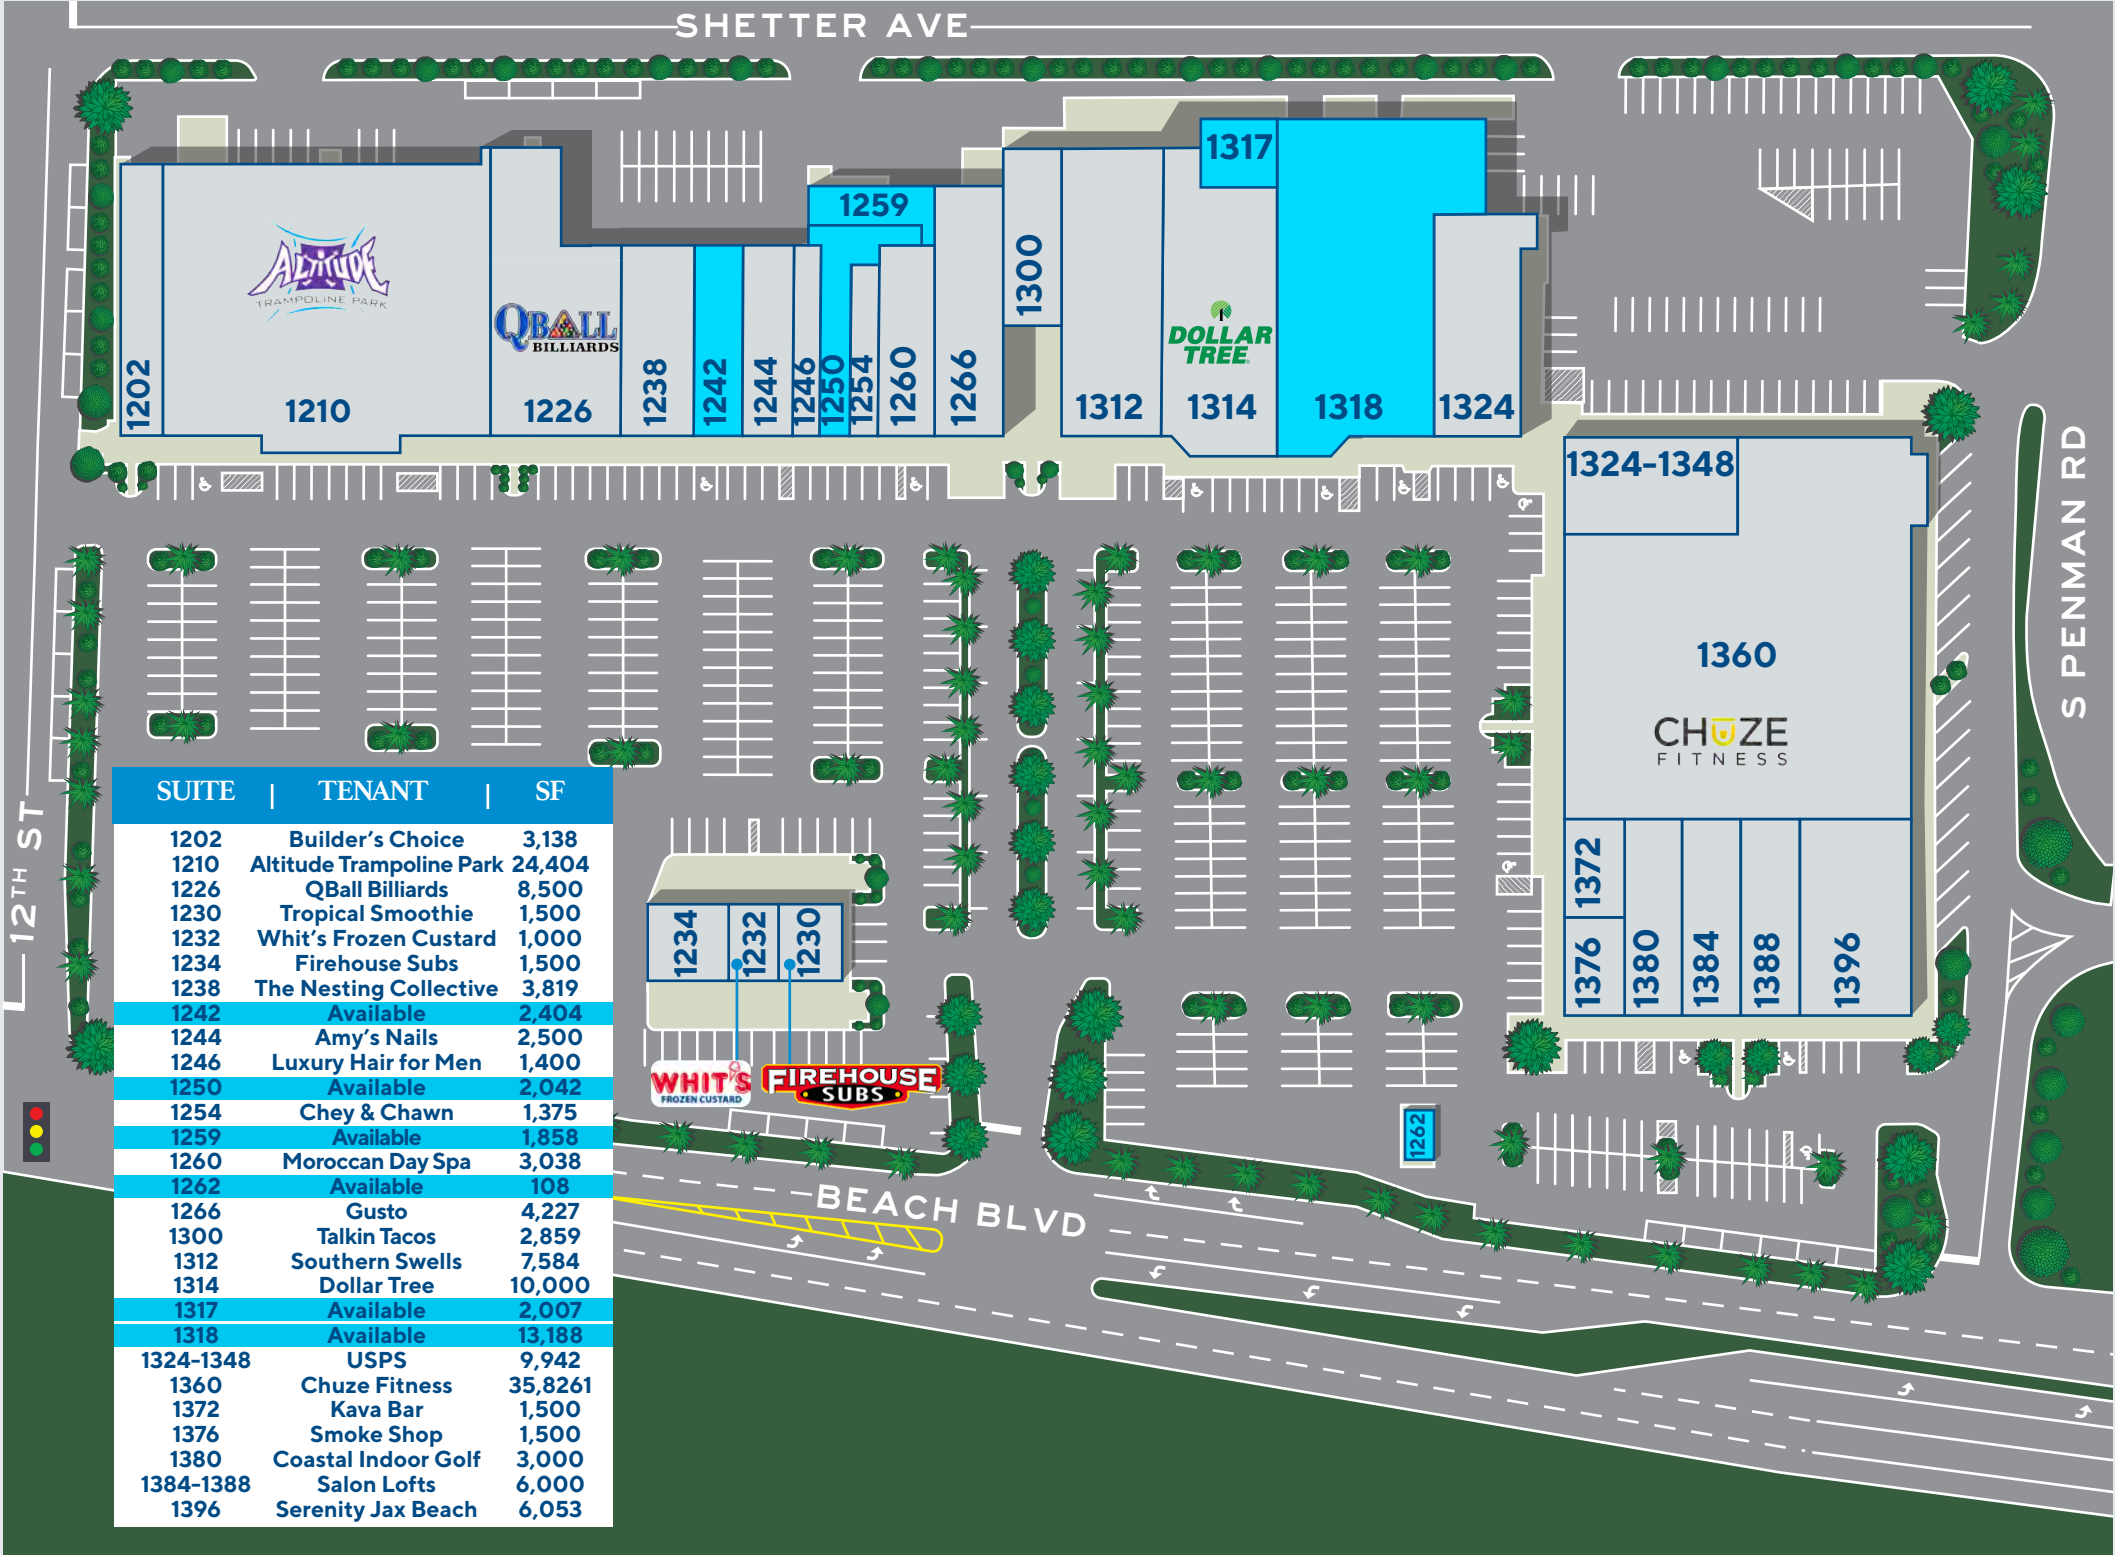 SHETTER AVE
1317
1259
1300
ALTITUDE
TRAMPOLINE PARK
QBALL
BILLIARDS
DOLLAR
TREE
1202
1210
1226
1238
1242
1244
1246
1250
1254
1260
1266
1312
1314
1318
1324
1324-1348
S PENMAN RD
1360
CHUZE
FITNESS
12TH ST
1234
1232
1230
1372
1376
1380
1384
1388
1396
WHIT'S
FROZEN CUSTARD
FIREHOUSE
SUBS
1262
BEACH BLVD
SUITE | TENANT | SF
1202 Builder's Choice 3,138
1210 Altitude Trampoline Park 24,404
1226 QBall Billiards 8,500
1230 Tropical Smoothie 1,500
1232 Whit's Frozen Custard 1,000
1234 Firehouse Subs 1,500
1238 The Nesting Collective 3,819
1242 Available 2,404
1244 Amy's Nails 2,500
1246 Luxury Hair for Men 1,400
1250 Available 2,042
1254 Chey & Chawn 1,375
1259 Available 1,858
1260 Moroccan Day Spa 3,038
1262 Available 108
1266 Gusto 4,227
1300 Talkin Tacos 2,859
1312 Southern Swells 7,584
1314 Dollar Tree 10,000
1317 Available 2,007
1318 Available 13,188
1324-1348 USPS 9,942
1360 Chuze Fitness 35,8261
1372 Kava Bar 1,500
1376 Smoke Shop 1,500
1380 Coastal Indoor Golf 3,000
1384-1388 Salon Lofts 6,000
1396 Serenity Jax Beach 6,053